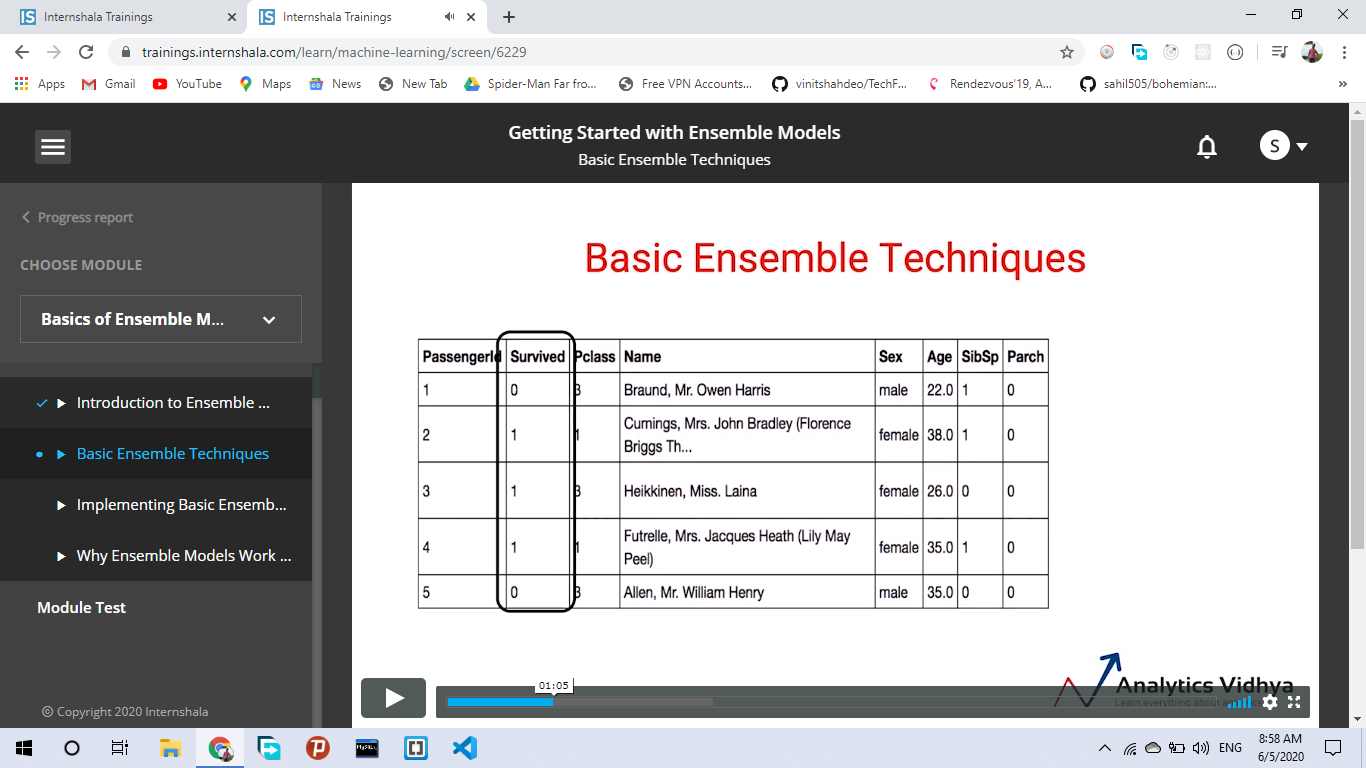 Internshala Trainings
Internshala Trainings
trainings.internshala.com/learn/machine-learning/screen/6229
Apps Gmail YouTube Maps News New Tab Spider-Man Far fro... Free VPN Accounts... vinitshahdeo/TechF... Rendezvous'19, A... sahil505/bohemian:... »
Getting Started with Ensemble Models
Basic Ensemble Techniques
S
Progress report
CHOOSE MODULE
Basics of Ensemble M...
Introduction to Ensemble ...
Basic Ensemble Techniques
Implementing Basic Ensemb...
Why Ensemble Models Work ...
Module Test
© Copyright 2020 Internshala
Basic Ensemble Techniques
PassengerId Survived Pclass Name Sex Age SibSp Parch
1 0 3 Braund, Mr. Owen Harris male 22.0 1 0
2 1 1 Cumings, Mrs. John Bradley (Florence Briggs Th... female 38.0 1 0
3 1 3 Heikkinen, Miss. Laina female 26.0 0 0
4 1 1 Futrelle, Mrs. Jacques Heath (Lily May Peel) female 35.0 1 0
5 0 3 Allen, Mr. William Henry male 35.0 0 0
01:05
Analytics Vidhya
Learn everything about
ENG
8:58 AM
6/5/2020